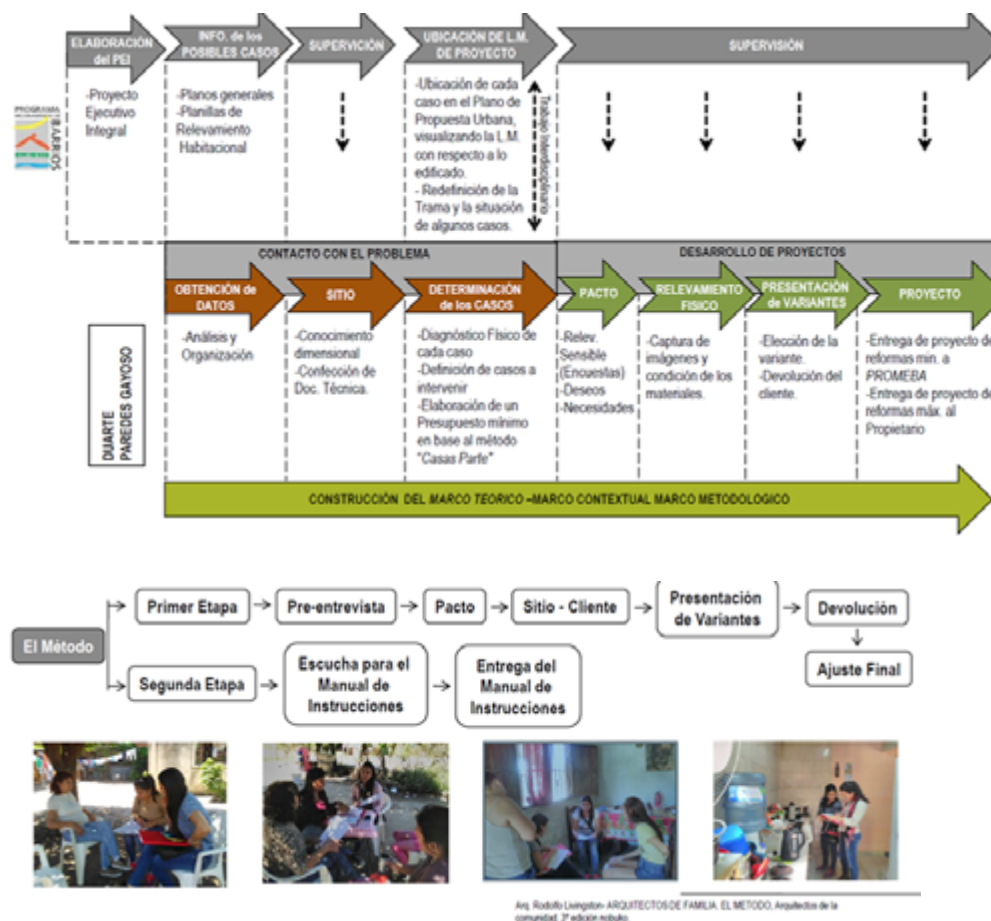 ELABORACIÓN
del PEI
INFO. de los
POSIBLES CASOS
SUPERVICIÓN
UBICACIÓN DE L.M.
DE PROYECTO
SUPERVISIÓN
-Proyecto
Ejecutivo
Integral
-Planos generales
-Planillas de
Relevamiento
Habitacional
-Ubicación de cada
caso en el Plano de
Propuesta Urbana,
visualizando la L.M.
con respecto a lo
edificado.
- Redefinición de la
Trama y la situación
de algunos casos.
Trabajo Interdisciplinario
PROGRAMA
BARRIOS
CONTACTO CON EL PROBLEMA
DESARROLLO DE PROYECTOS
OBTENCIÓN de
DATOS
SITIO
DETERMINACIÓN
de los CASOS
PACTO
RELEVAMIENTO
FISICO
PRESENTACIÓN
de VARIANTES
PROYECTO
DUARTE
PAREDES GAYOSO
-Análisis y
Organización
-Conocimiento
dimensional
-Confección de
Doc. Técnica.
-Diagnóstico Físico de
cada caso
-Definición de casos a
intervenir
-Elaboración de un
Presupuesto mínimo
en base al método
"Casas Parte"
-Relev.
Sensible
(Encuestas)
-Deseos
-Necesidades
-Captura de
imágenes y
condición de los
materiales.
-Elección de la
variante.
-Devolución del
cliente.
-Entrega de proyecto de
reformas min. a
PROMEBA
-Entrega de proyecto de
reformas máx. al
Propietario
CONSTRUCCIÓN DEL MARCO TEORICO –MARCO CONTEXTUAL MARCO METODOLOGICO
El Método
Primer Etapa
Pre-entrevista
Pacto
Sitio - Cliente
Presentación
de Variantes
Devolución
Ajuste Final
Segunda Etapa
Escucha para el
Manual de
Instrucciones
Entrega del
Manual de
Instrucciones
Arq. Rodolfo Livingston- ARQUITECTOS DE FAMILIA. EL METODO, Arquitectos de la
comunidad. 3ª edición nobuko.